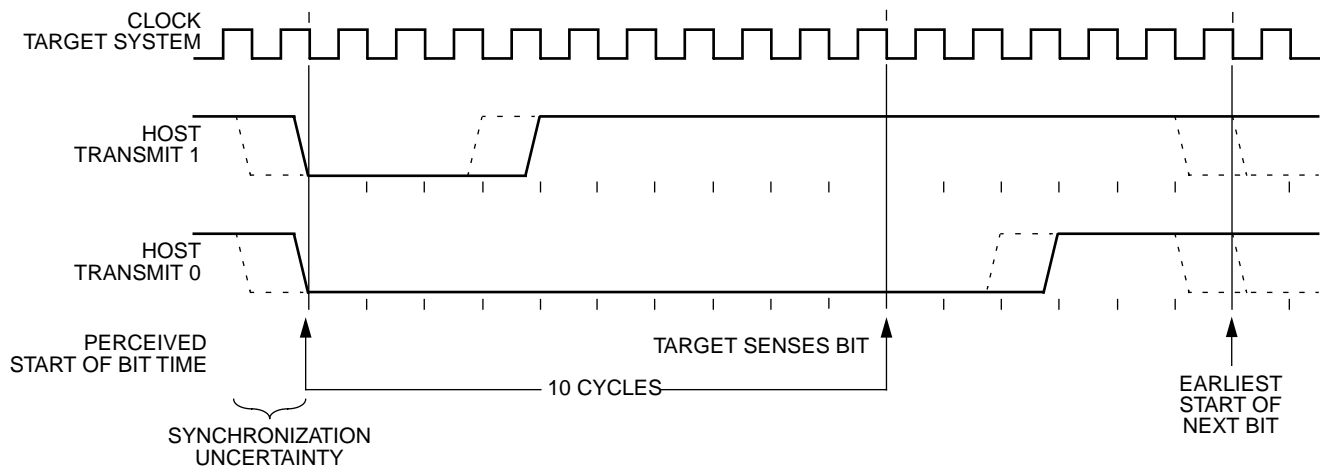 CLOCK
TARGET SYSTEM
HOST
TRANSMIT 1
HOST
TRANSMIT 0
PERCEIVED
START OF BIT TIME
TARGET SENSES BIT
10 CYCLES
EARLIEST
START OF
NEXT BIT
SYNCHRONIZATION
UNCERTAINTY